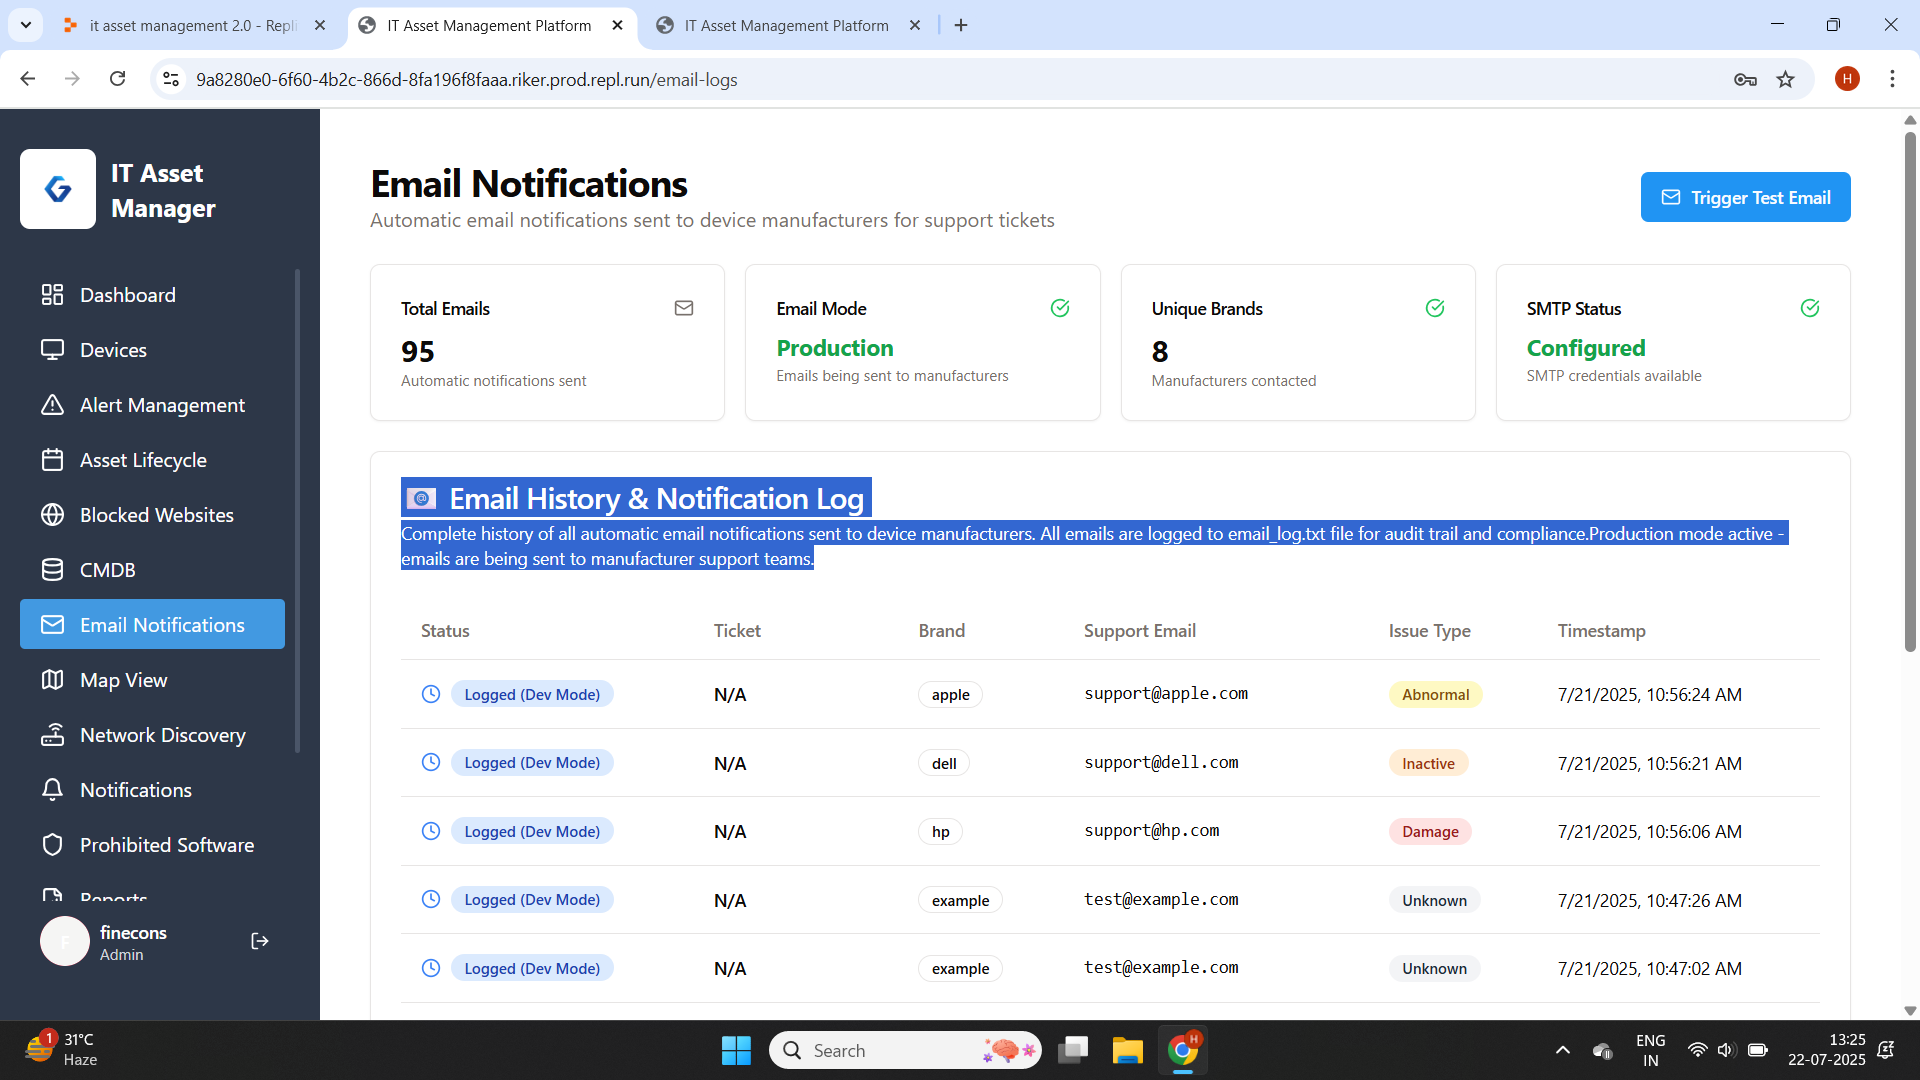 it asset management 2.0 - Repli
IT Asset Management Platform
IT Asset Management Platform
9a8280e0-6f60-4b2c-866d-8fa196f8faaa.riker.prod.repl.run/email-logs
H
IT Asset
Manager
Dashboard
Devices
Alert Management
Asset Lifecycle
Blocked Websites
CMDB
Email Notifications
Map View
Network Discovery
Notifications
Prohibited Software
Reports
F
finecons
Admin
Email Notifications
Automatic email notifications sent to device manufacturers for support tickets
Trigger Test Email
Total Emails
95
Automatic notifications sent
Email Mode
Production
Emails being sent to manufacturers
Unique Brands
8
Manufacturers contacted
SMTP Status
Configured
SMTP credentials available
📧 Email History & Notification Log
Complete history of all automatic email notifications sent to device manufacturers. All emails are logged to email_log.txt file for audit trail and compliance.Production mode active -
emails are being sent to manufacturer support teams.
Status Ticket Brand Support Email Issue Type Timestamp
Logged (Dev Mode) N/A apple support@apple.com Abnormal 7/21/2025, 10:56:24 AM
Logged (Dev Mode) N/A dell support@dell.com Inactive 7/21/2025, 10:56:21 AM
Logged (Dev Mode) N/A hp support@hp.com Damage 7/21/2025, 10:56:06 AM
Logged (Dev Mode) N/A example test@example.com Unknown 7/21/2025, 10:47:26 AM
Logged (Dev Mode) N/A example test@example.com Unknown 7/21/2025, 10:47:02 AM
1
31°C
Haze
Search
H
ENG
IN
13:25
22-07-2025